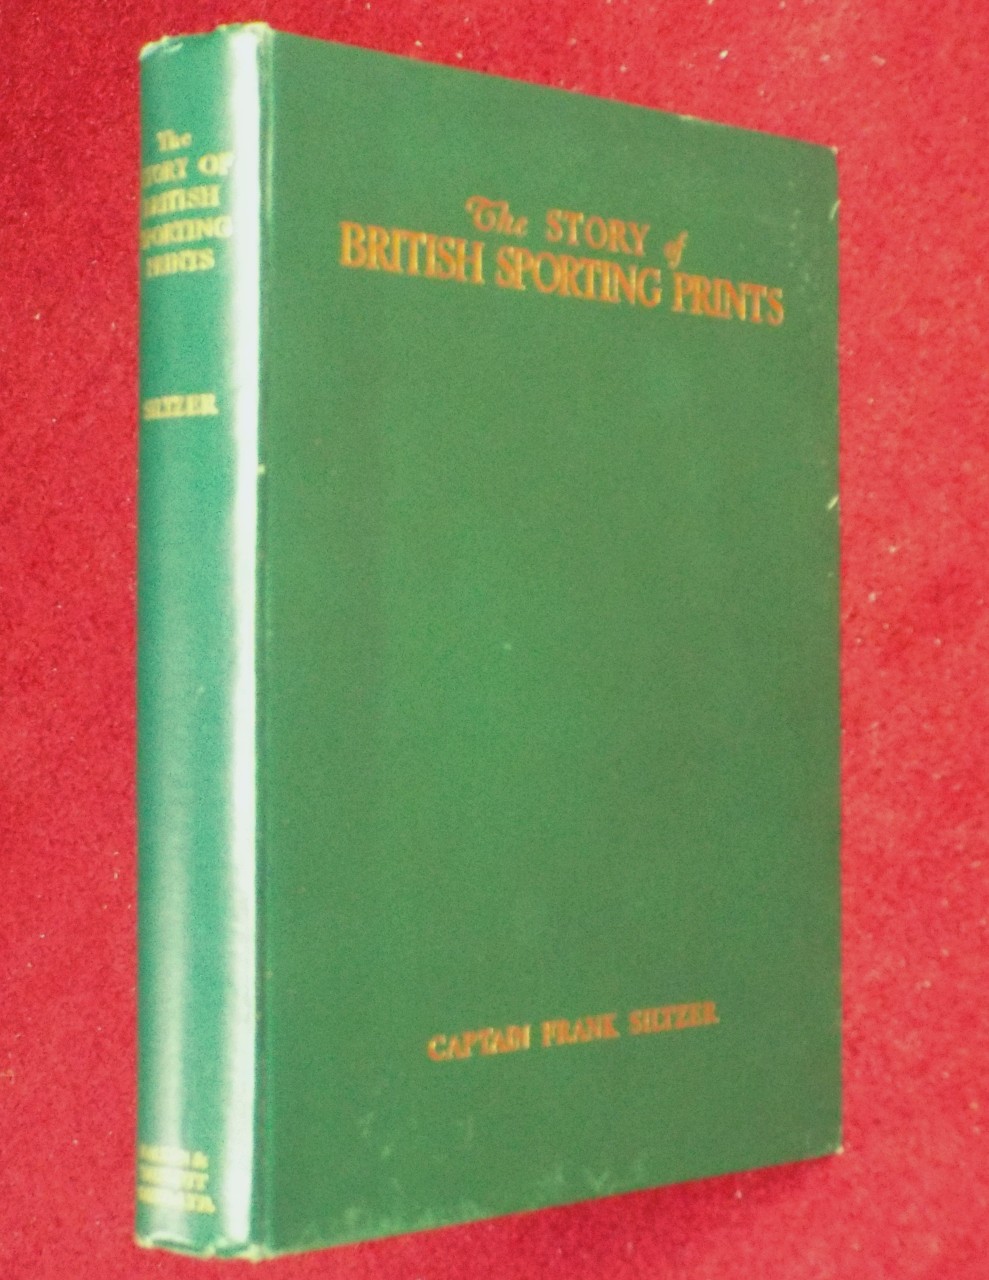 The
STORY OF
BRITISH
SPORTING
PRINTS
SILTZER
The STORY of
BRITISH SPORTING PRINTS
CAPTAIN FRANK SILTZER